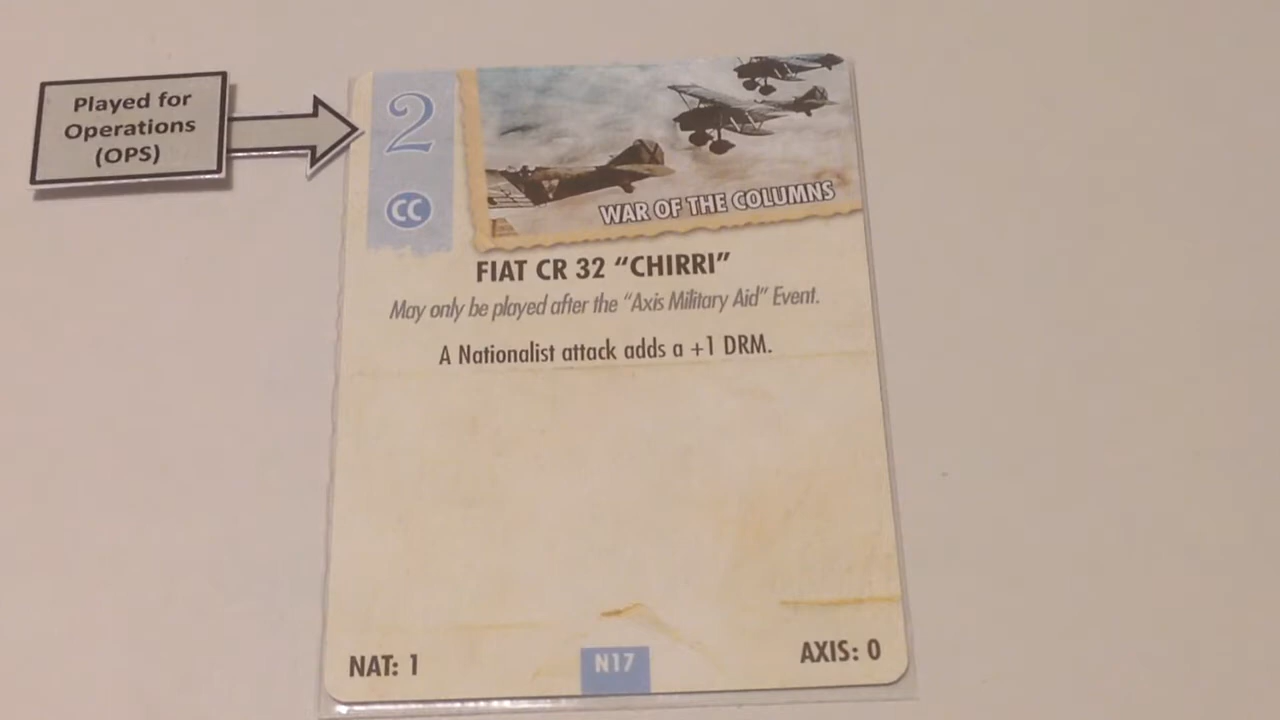 Played for
Operations
(OPS)
2
CC
WAR OF THE COLUMNS
FIAT CR 32 “CHIRRI”
May only be played after the “Axis Military Aid” Event.
A Nationalist attack adds a +1 DRM.
NAT: 1
N17
AXIS: 0